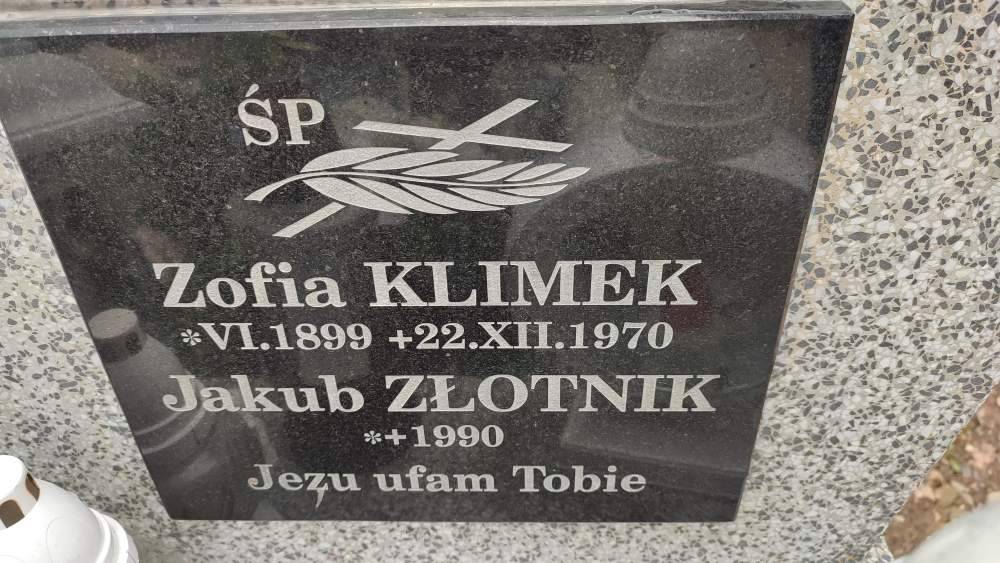 ŚP
Zofia KLIMEK
*VI.1899 +22.XII.1970
Jakub ZŁOTNIK
*+1990
Jezu ufam Tobie